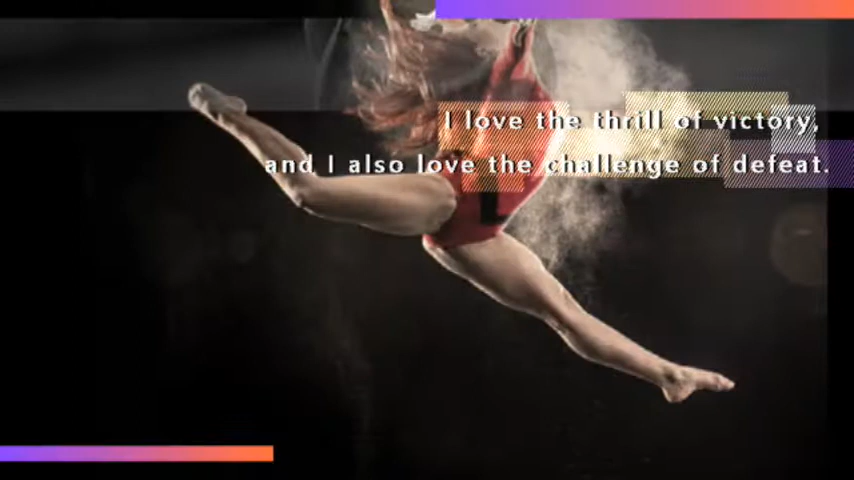 I love the thrill of victory,
and I also love the challenge of defeat.